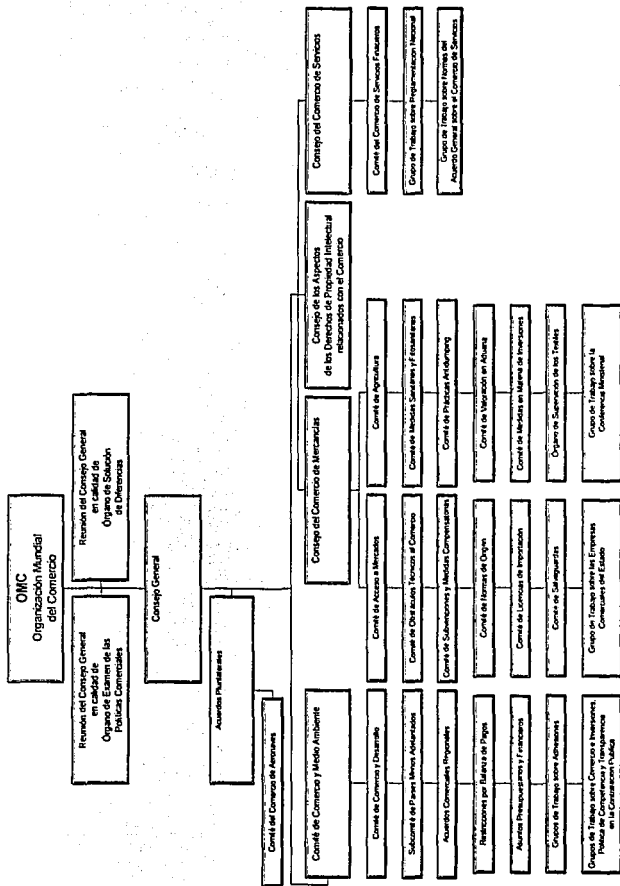 OMC
Organización Mundial
del Comercio
Reunión del Consejo General
en calidad de
Órgano de Examen de las
Políticas Comerciales
Reunión del Consejo General
en calidad de
Órgano de Solución
de Diferencias
Consejo General
Acuerdos Plurilaterales
Comité del Comercio de Aeronaves
Comité de Comercio y Medio Ambiente
Comité de Comercio y Desarrollo
Subcomité de Países Menos Adelantados
Acuerdos Comerciales Regionales
Restricciones por Balanza de Pagos
Asuntos Presupuestarios y Financieros
Grupos de Trabajo sobre Adhesiones
Grupos de Trabajo sobre Comercio e Inversiones,
Política de Competencia y Transparencia
en la Contratación Pública
Consejo del Comercio de Mercancías
Comité de Acceso a Mercados
Comité de Obstáculos Técnicos al Comercio
Comité de Subvenciones y Medidas Compensatorias
Comité de Normas de Origen
Comité de Licencias de Importación
Comité de Salvaguardas
Grupo de Trabajo sobre las Empresas
Comerciales del Estado
Comité de Agricultura
Comité de Medidas Sanitarias y Fitosanitarias
Comité de Prácticas Antidumping
Comité de Valoración en Aduana
Comité de Medidas en Materia de Inversiones
Órgano de Supervisión de los Textiles
Grupo de Trabajo sobre la
Conferencia Ministerial
Consejo de los Aspectos
de los Derechos de Propiedad Intelectual
relacionados con el Comercio
Consejo del Comercio de Servicios
Comité del Comercio de Servicios Finacieros
Grupo de Trabajo sobre Reglamentación Nacional
Grupo de Trabajo sobre Normas del
Acuerdo General sobre el Comercio de Servicios